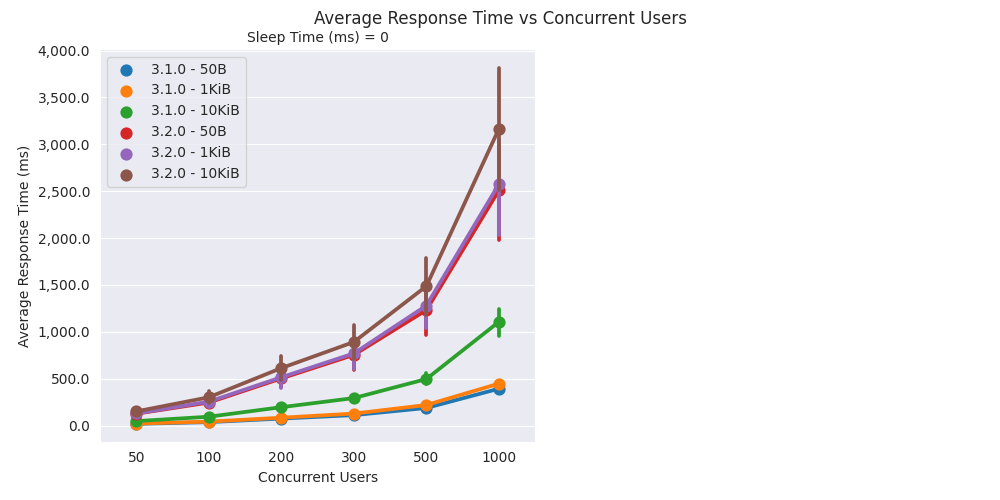 Average Response Time vs Concurrent Users
Sleep Time (ms) = 0
Average Response Time (ms)
4,000.0
3,500.0
3,000.0
2,500.0
2,000.0
1,500.0
1,000.0
500.0
0.0
3.1.0 - 50B
3.1.0 - 1KiB
3.1.0 - 10KiB
3.2.0 - 50B
3.2.0 - 1KiB
3.2.0 - 10KiB
50 100 200 300 500 1000
Concurrent Users